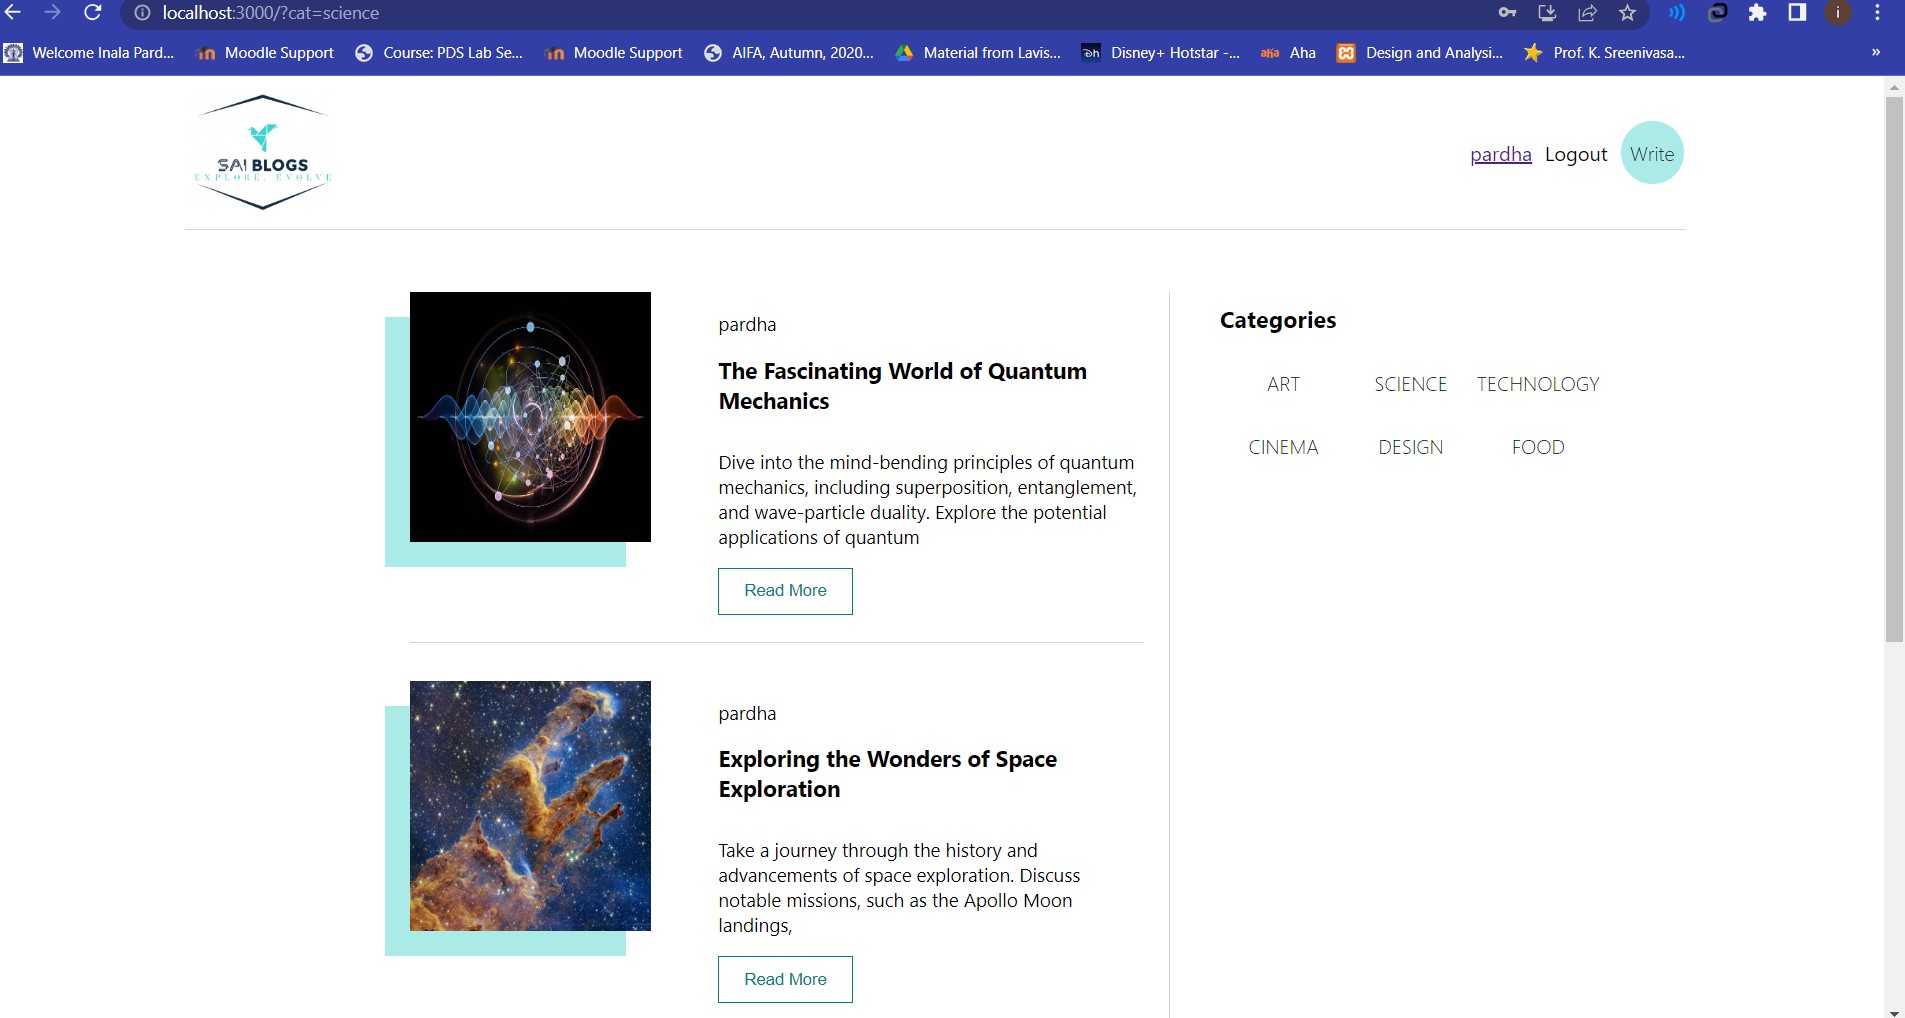 localhost:3000/?cat=science
Welcome Inala Pard... Moodle Support Course: PDS Lab Se... Moodle Support AIFA, Autumn, 2020... Material from Lavis... Disney+ Hotstar -... Aha Design and Analysi... Prof. K. Sreenivasa... »
SAI BLOGS
EXPLORE. EVOLVE
pardha Logout Write
pardha
The Fascinating World of Quantum
Mechanics
Dive into the mind-bending principles of quantum
mechanics, including superposition, entanglement,
and wave-particle duality. Explore the potential
applications of quantum
Read More
Categories
ART SCIENCE TECHNOLOGY
CINEMA DESIGN FOOD
pardha
Exploring the Wonders of Space
Exploration
Take a journey through the history and
advancements of space exploration. Discuss
notable missions, such as the Apollo Moon
landings,
Read More